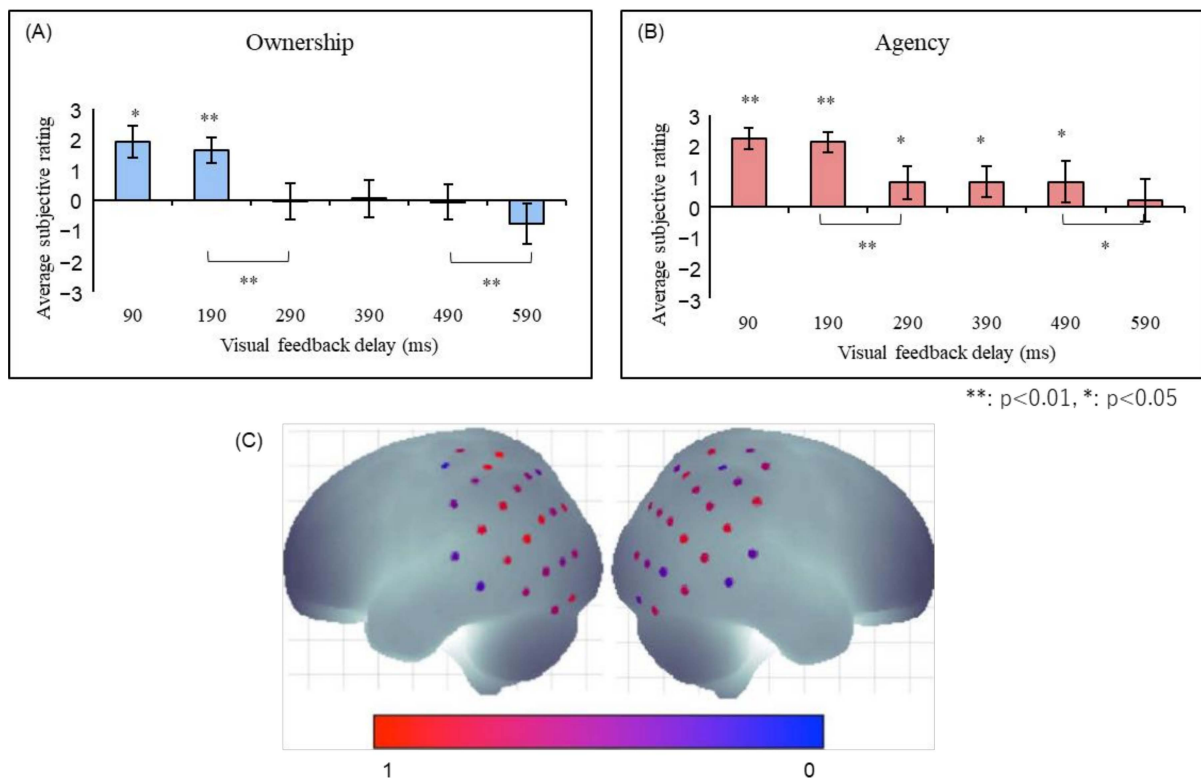 (A)
Ownership
Average subjective rating
3
2
1
0
−1
−2
−3
* **
**
**
90 190 290 390 490 590
Visual feedback delay (ms)
(B)
Agency
Average subjective rating
3
2
1
0
−1
−2
−3
** ** * * *
**
*
90 190 290 390 490 590
Visual feedback delay (ms)
**: p<0.01, *: p<0.05
(C)
1 0